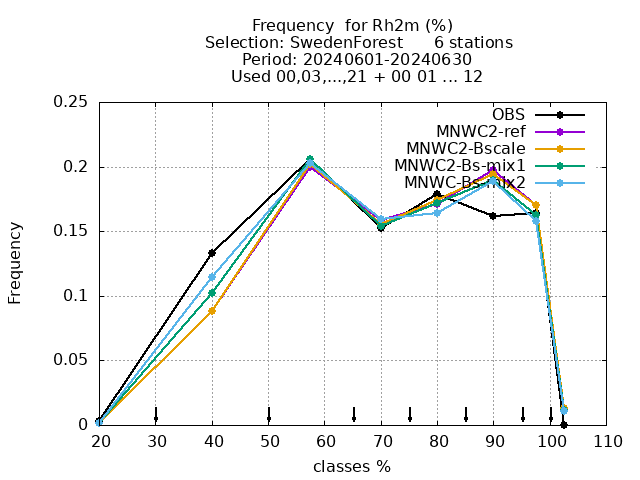 Frequency  for Rh2m (%)
Selection: SwedenForest      6 stations
Period: 20240601-20240630
Used 00,03,...,21 + 00 01 ... 12
0.25
0.2
0.15
0.1
0.05
0
Frequency
OBS
MNWC2-ref
MNWC2-Bscale
MNWC2-Bs-mix1
MNWC-Bs-mix2
20 30 40 50 60 70 80 90 100 110
classes %